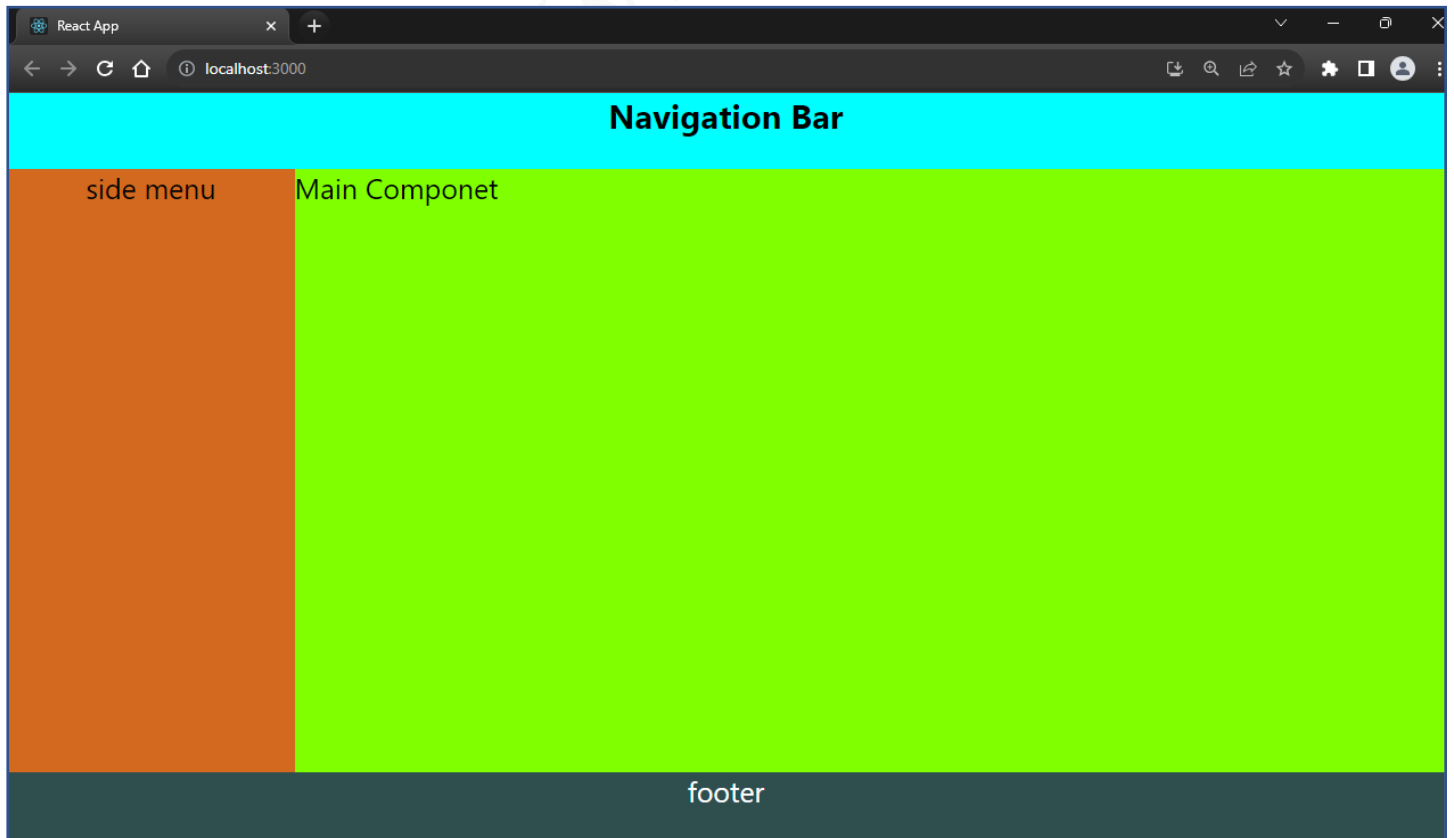 React App
localhost:3000
Navigation Bar
side menu
Main Componet
footer